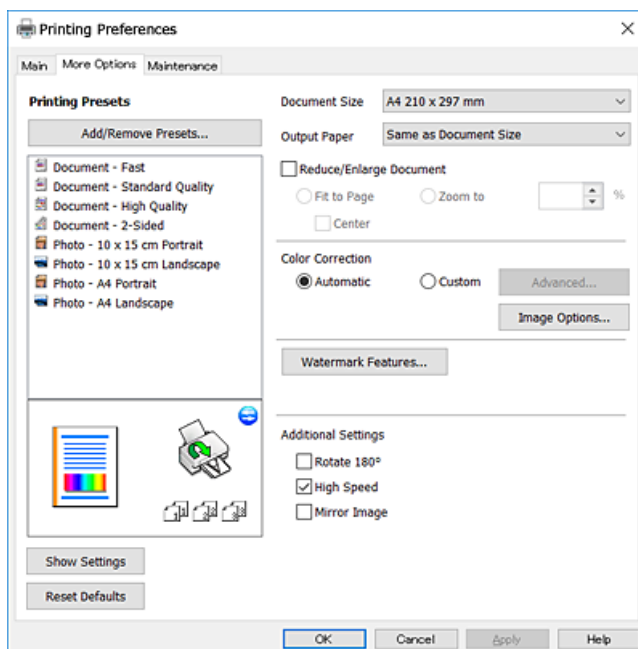 Printing Preferences
Main More Options Maintenance
Printing Presets
Add/Remove Presets...
Document - Fast
Document - Standard Quality
Document - High Quality
Document - 2-Sided
Photo - 10 x 15 cm Portrait
Photo - 10 x 15 cm Landscape
Photo - A4 Portrait
Photo - A4 Landscape
Show Settings
Reset Defaults
Document Size A4 210 x 297 mm
Output Paper Same as Document Size
Reduce/Enlarge Document
Fit to Page Zoom to %
Center
Color Correction
Automatic Custom Advanced...
Image Options...
Watermark Features...
Additional Settings
Rotate 180°
High Speed
Mirror Image
OK Cancel Apply Help